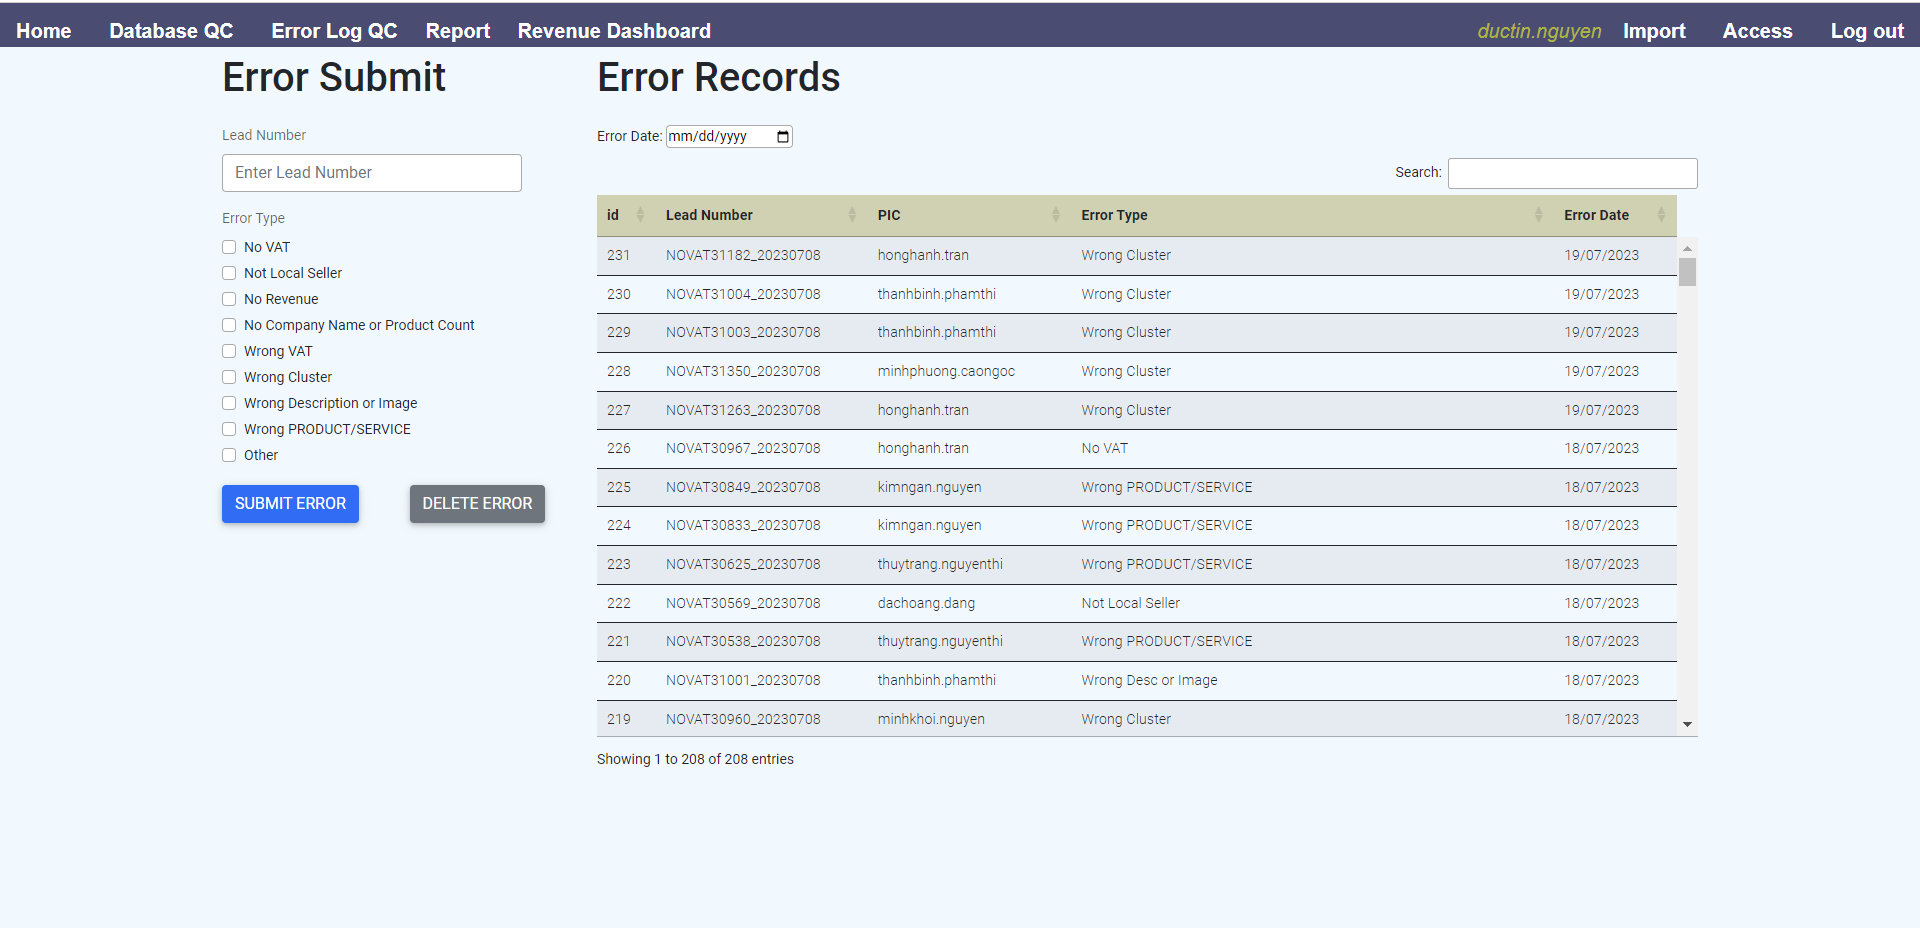 Home Database QC Error Log QC Report Revenue Dashboard ductin.nguyen Import Access Log out
Error Submit
Lead Number
Enter Lead Number
Error Type
No VAT
Not Local Seller
No Revenue
No Company Name or Product Count
Wrong VAT
Wrong Cluster
Wrong Description or Image
Wrong PRODUCT/SERVICE
Other
SUBMIT ERROR DELETE ERROR
Error Records
Error Date: mm/dd/yyyy
Search:
id Lead Number PIC Error Type Error Date
231 NOVAT31182_20230708 honghanh.tran Wrong Cluster 19/07/2023
230 NOVAT31004_20230708 thanhbinh.phamthi Wrong Cluster 19/07/2023
229 NOVAT31003_20230708 thanhbinh.phamthi Wrong Cluster 19/07/2023
228 NOVAT31350_20230708 minhphuong.caongoc Wrong Cluster 19/07/2023
227 NOVAT31263_20230708 honghanh.tran Wrong Cluster 19/07/2023
226 NOVAT30967_20230708 honghanh.tran No VAT 18/07/2023
225 NOVAT30849_20230708 kimngan.nguyen Wrong PRODUCT/SERVICE 18/07/2023
224 NOVAT30833_20230708 kimngan.nguyen Wrong PRODUCT/SERVICE 18/07/2023
223 NOVAT30625_20230708 thuytrang.nguyenthi Wrong PRODUCT/SERVICE 18/07/2023
222 NOVAT30569_20230708 dachoang.dang Not Local Seller 18/07/2023
221 NOVAT30538_20230708 thuytrang.nguyenthi Wrong PRODUCT/SERVICE 18/07/2023
220 NOVAT31001_20230708 thanhbinh.phamthi Wrong Desc or Image 18/07/2023
219 NOVAT30960_20230708 minhkhoi.nguyen Wrong Cluster 18/07/2023
Showing 1 to 208 of 208 entries